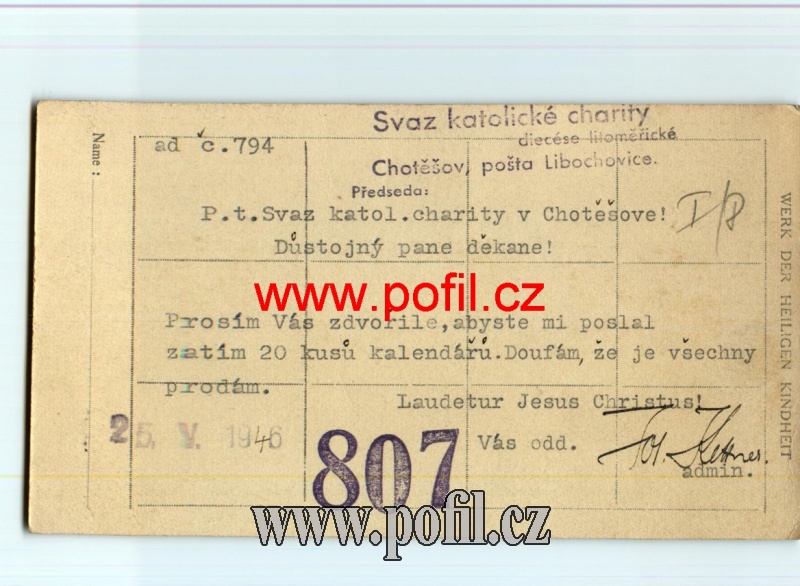 Svaz katolické charity
diecése litoměřické
Chotěšov, pošta Libochovice.
Předseda:
ad č.794
Name:
P.t.Svaz katol.charity v Chotěšove!
I/8
Důstojný pane děkane!
www.pofil.cz
Prosím Vás zdvořile,abyste mi poslal
zatím 20 kusů kalendářů.Doufám,že je všechny
prodám.
Laudetur Jesus Christus!
25. V. 1946
807
Vás odd.
admin.
WERK DER HEILIGEN KINDHEIT
www.pofil.cz